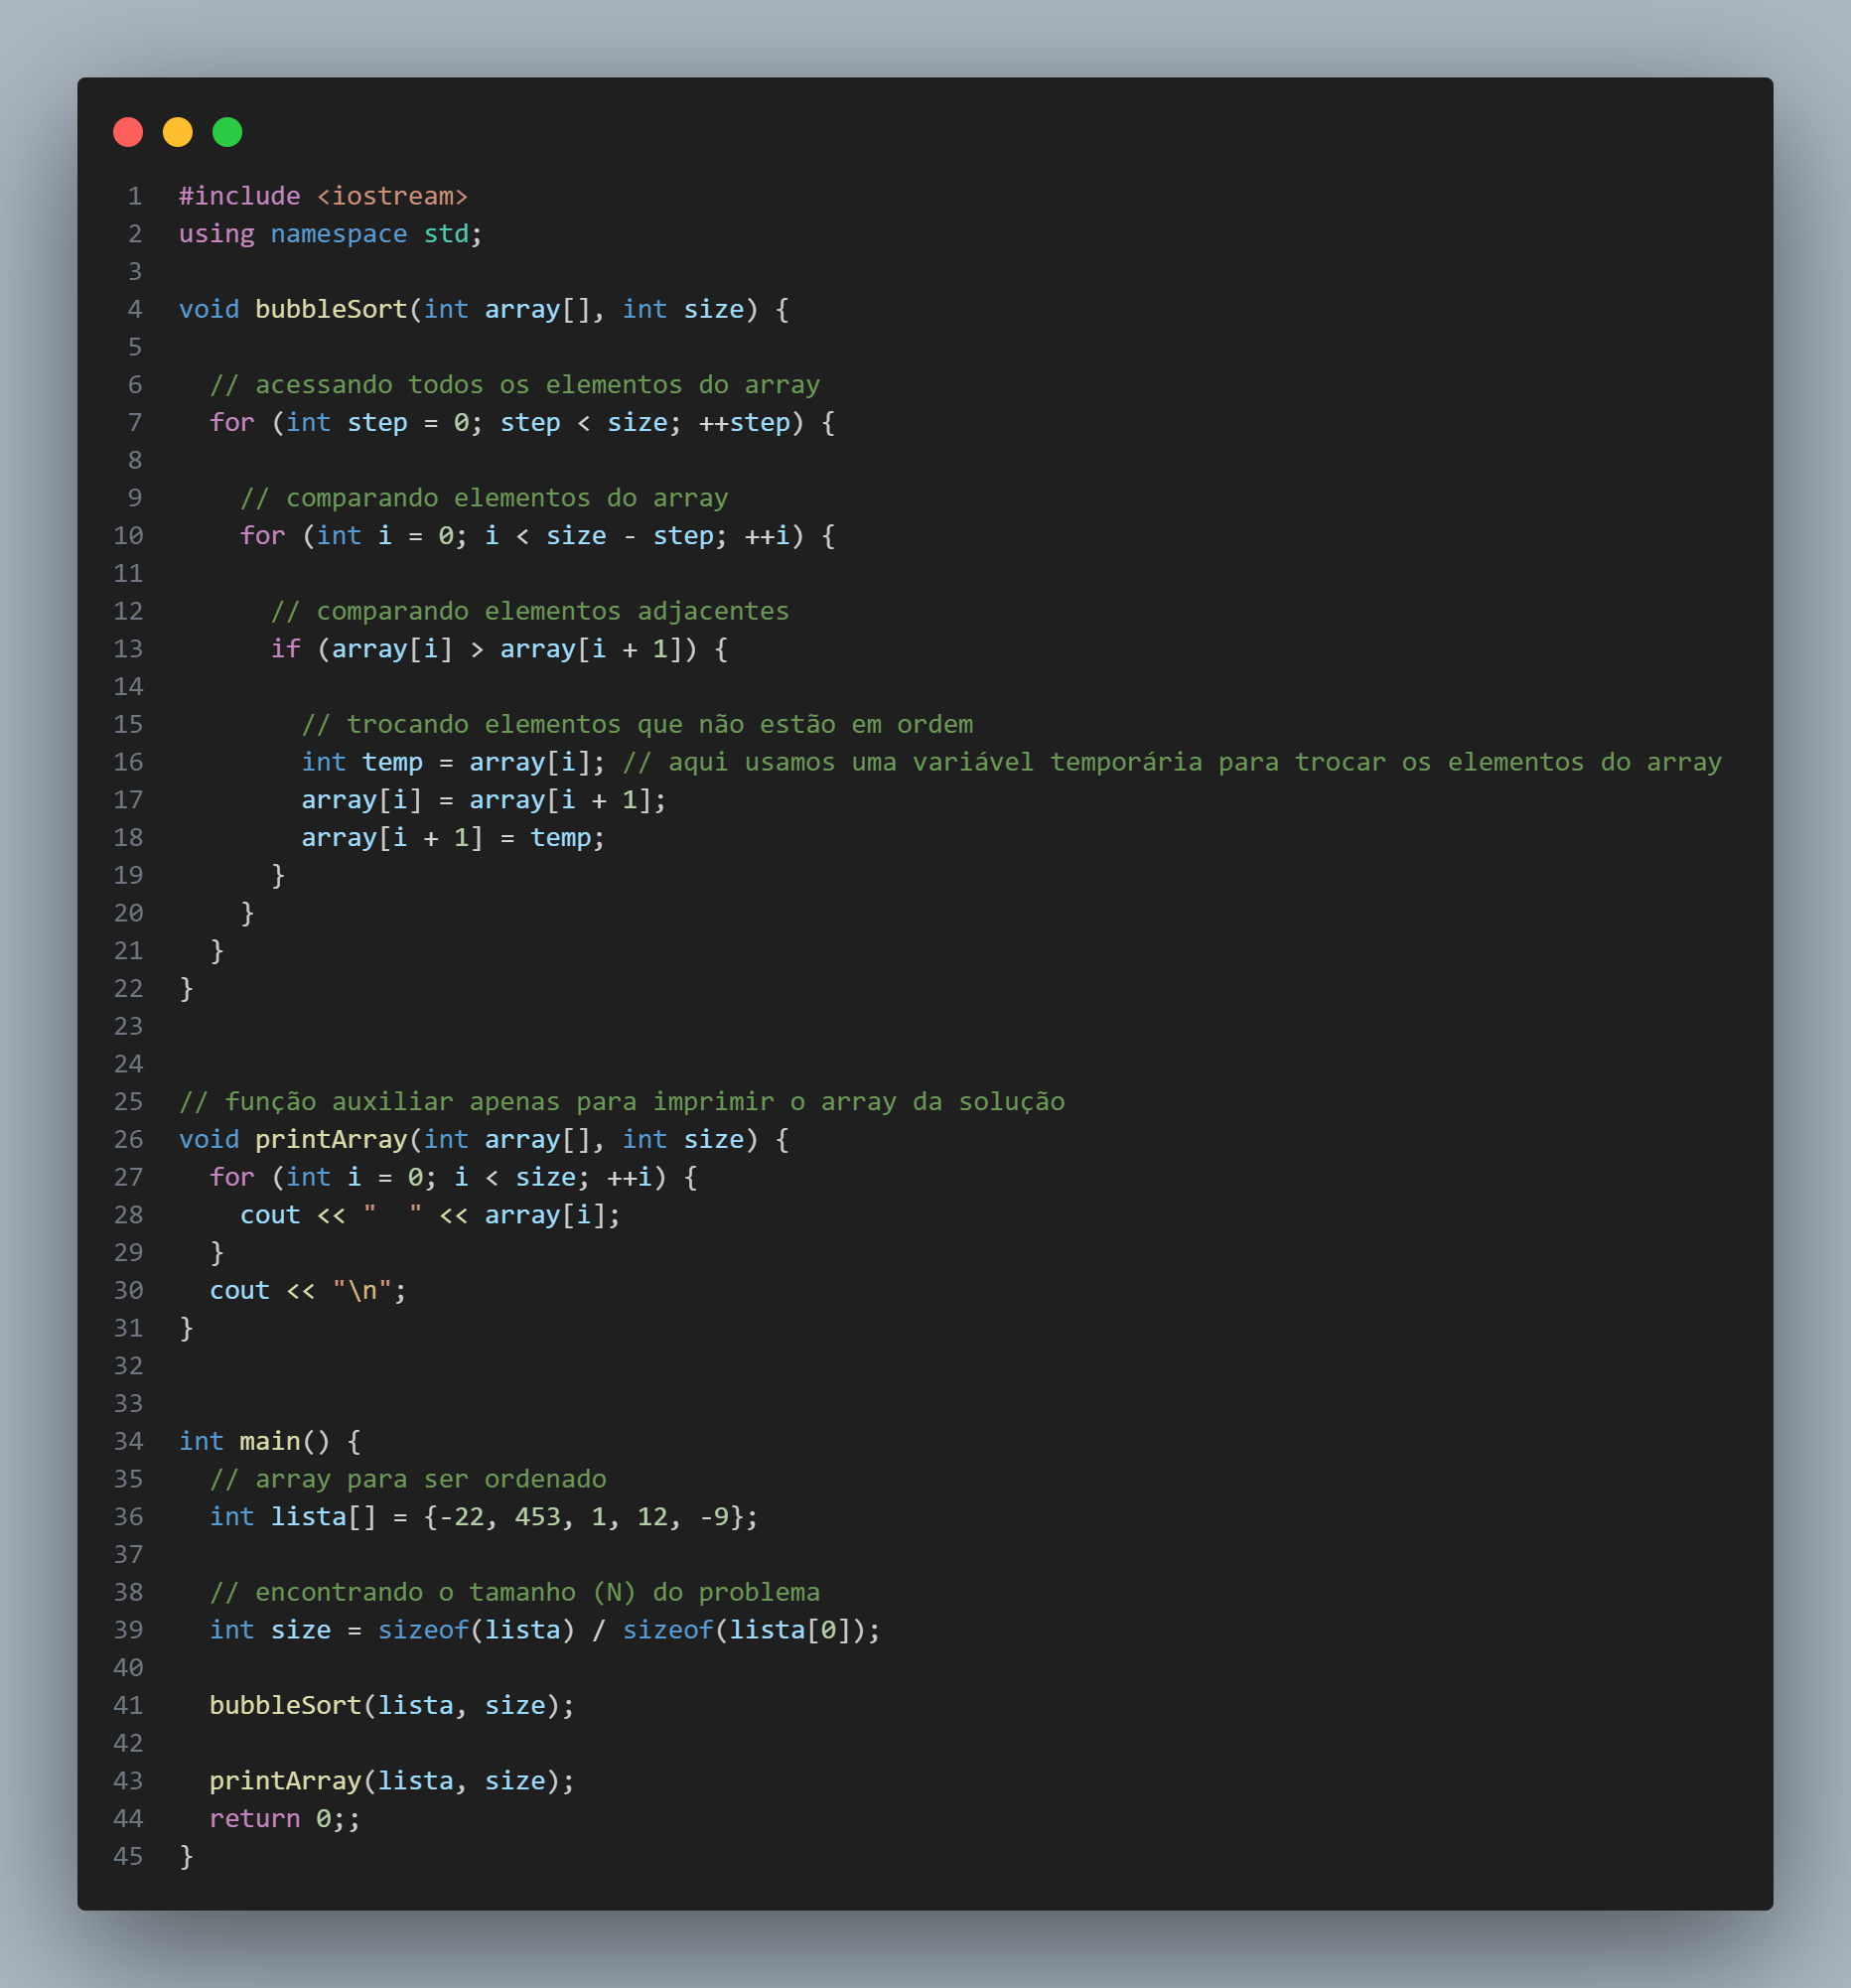 1 #include <iostream>
2 using namespace std;
3
4 void bubbleSort(int array[], int size) {
5
6   // acessando todos os elementos do array
7   for (int step = 0; step < size; ++step) {
8
9     // comparando elementos do array
10     for (int i = 0; i < size - step; ++i) {
11
12       // comparando elementos adjacentes
13       if (array[i] > array[i + 1]) {
14
15         // trocando elementos que não estão em ordem
16         int temp = array[i]; // aqui usamos uma variável temporária para trocar os elementos do array
17         array[i] = array[i + 1];
18         array[i + 1] = temp;
19       }
20     }
21   }
22 }
23
24
25 // função auxiliar apenas para imprimir o array da solução
26 void printArray(int array[], int size) {
27   for (int i = 0; i < size; ++i) {
28     cout << "  " << array[i];
29   }
30   cout << "\n";
31 }
32
33
34 int main() {
35   // array para ser ordenado
36   int lista[] = {-22, 453, 1, 12, -9};
37
38   // encontrando o tamanho (N) do problema
39   int size = sizeof(lista) / sizeof(lista[0]);
40
41   bubbleSort(lista, size);
42
43   printArray(lista, size);
44   return 0;;
45 }